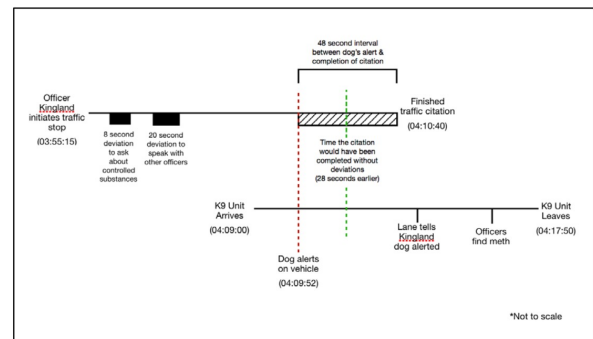 48 second interval
between dog's alert &
completion of citation
Officer
Kingland
initiates traffic
stop
(03:55:15)
8 second
deviation
to ask
about
controlled
substances
20 second
deviation to
speak with
other officers
Finished
traffic citation
(04:10:40)
Time the citation
would have been
completed without
deviations
(28 seconds earlier)
K9 Unit
Arrives
(04:09:00)
Dog alerts
on vehicle
(04:09:52)
Lane tells
Kingland
dog alerted
Officers
find meth
K9 Unit
Leaves
(04:17:50)
*Not to scale